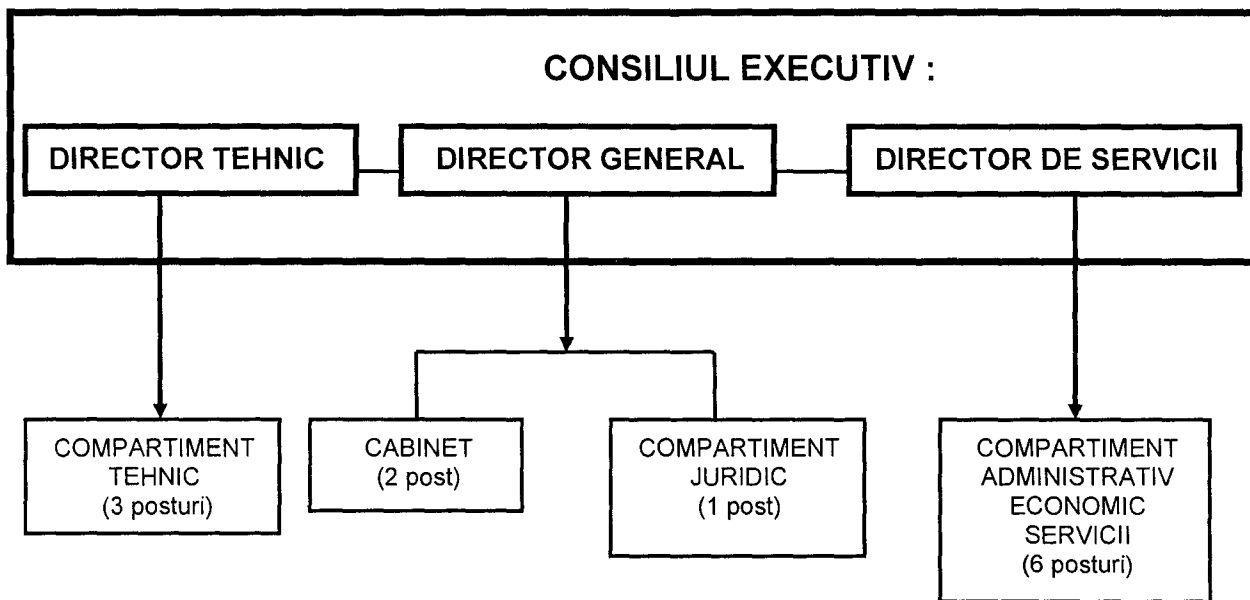 CONSILIUL EXECUTIV :
DIRECTOR TEHNIC
DIRECTOR GENERAL
DIRECTOR DE SERVICII
COMPARTIMENT
TEHNIC
(3 posturi)
CABINET
(2 post)
COMPARTIMENT
JURIDIC
(1 post)
COMPARTIMENT
ADMINISTRATIV
ECONOMIC
SERVICII
(6 posturi)